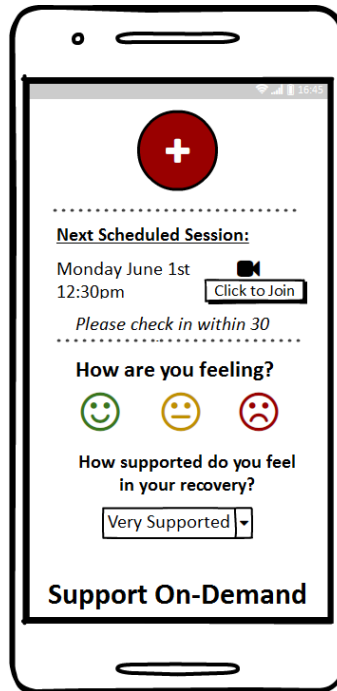 16:45
Next Scheduled Session:
Monday June 1st
12:30pm
Click to Join
Please check in within 30
How are you feeling?
How supported do you feel
in your recovery?
Very Supported
Support On-Demand